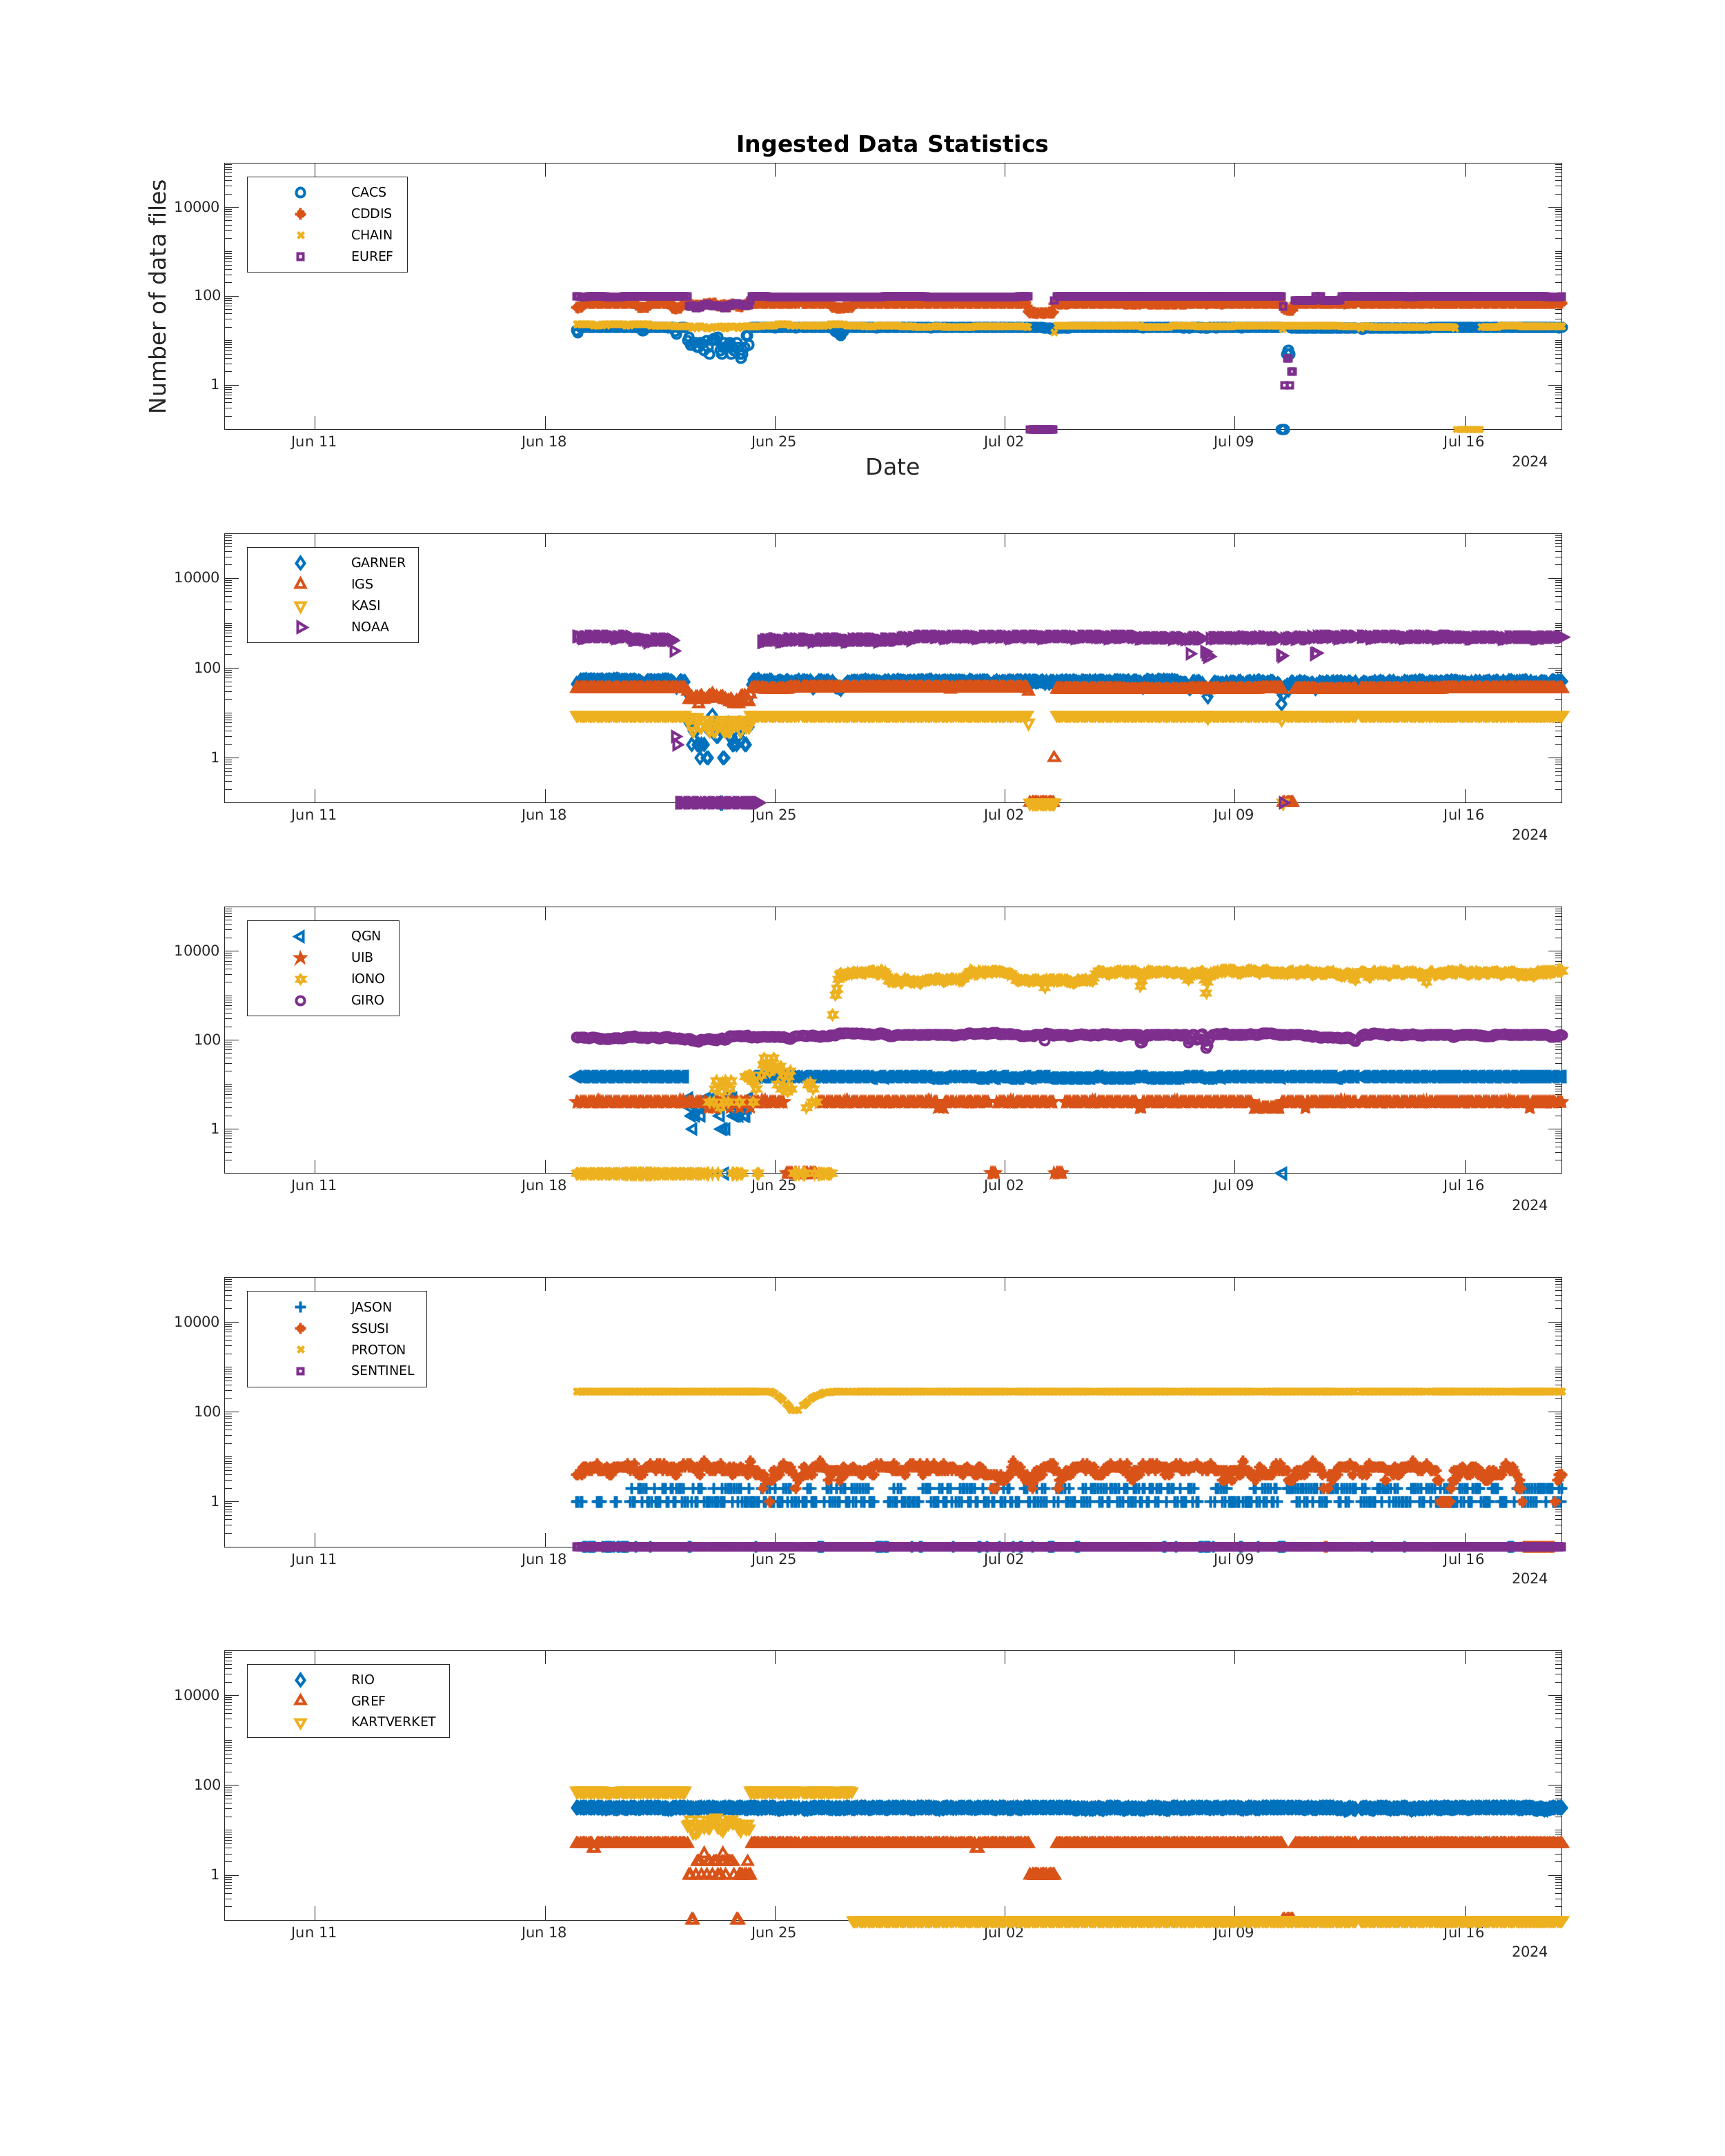 Ingested Data Statistics
Number of data files
CACS
CDDIS
CHAIN
EUREF
10000
100
1
Jun 11 Jun 18 Jun 25 Jul 02 Jul 09 Jul 16
2024
Date
GARNER
IGS
KASI
NOAA
10000
100
1
Jun 11 Jun 18 Jun 25 Jul 02 Jul 09 Jul 16
2024
QGN
UIB
IONO
GIRO
10000
100
1
Jun 11 Jun 18 Jun 25 Jul 02 Jul 09 Jul 16
2024
JASON
SSUSI
PROTON
SENTINEL
10000
100
1
Jun 11 Jun 18 Jun 25 Jul 02 Jul 09 Jul 16
2024
RIO
GREF
KARTVERKET
10000
100
1
Jun 11 Jun 18 Jun 25 Jul 02 Jul 09 Jul 16
2024